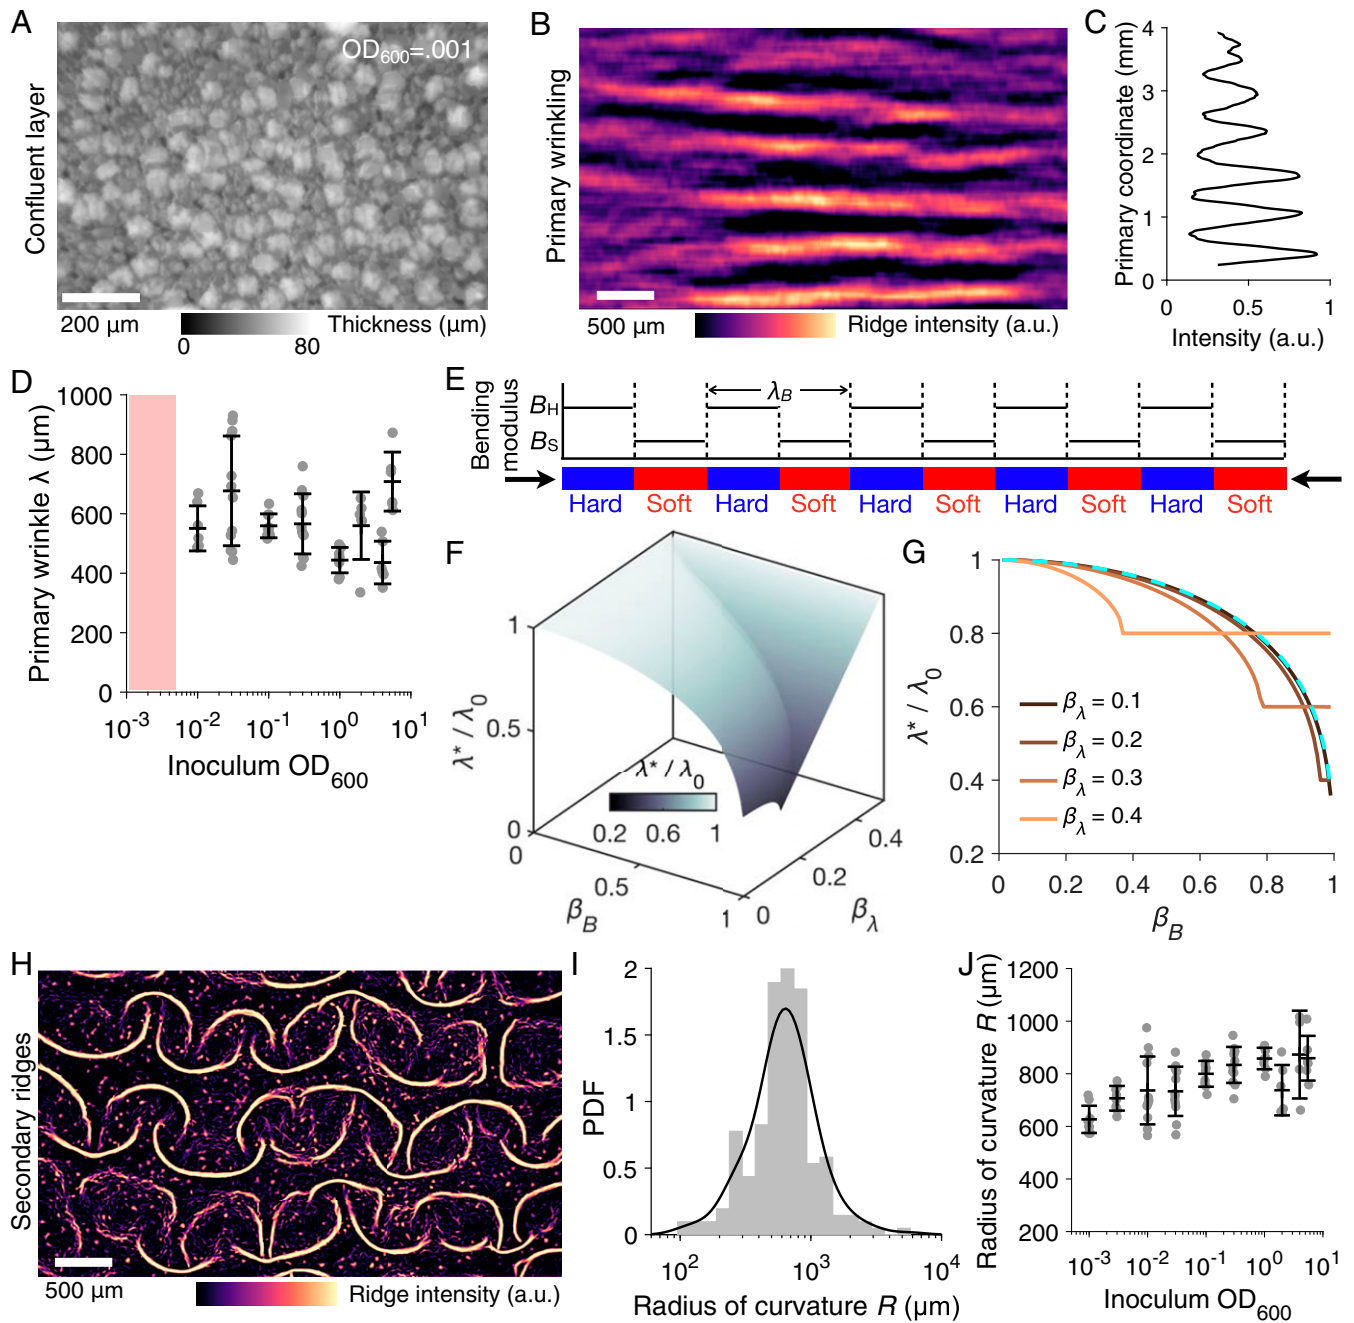 A
OD600=.001
Confluent layer
200 µm
Thickness (µm)
0
80
B
Primary wrinkling
500 µm
Ridge intensity (a.u.)
C
Primary coordinate (mm)
4
3
2
1
0
0
0.5
1
Intensity (a.u.)
D
Primary wrinkle λ (µm)
1000
800
600
400
200
0
10-3
10-2
10-1
100
101
Inoculum OD600
E
Bending
modulus
BH
BS
λB
Hard
Soft
Hard
Soft
Hard
Soft
Hard
Soft
Hard
Soft
F
λ* / λ0
1
0.5
0
λ* / λ0
0.2
0.6
1
0
0.5
1
βB
0
0.2
0.4
βλ
G
λ* / λ0
1
0.8
0.6
0.4
0.2
βλ = 0.1
βλ = 0.2
βλ = 0.3
βλ = 0.4
0
0.2
0.4
0.6
0.8
1
βB
H
Secondary ridges
500 µm
Ridge intensity (a.u.)
I
PDF
2
1.5
1
0.5
0
102
103
104
Radius of curvature R (µm)
J
Radius of curvature R (µm)
1200
1000
800
600
400
200
10-3
10-2
10-1
100
101
Inoculum OD600